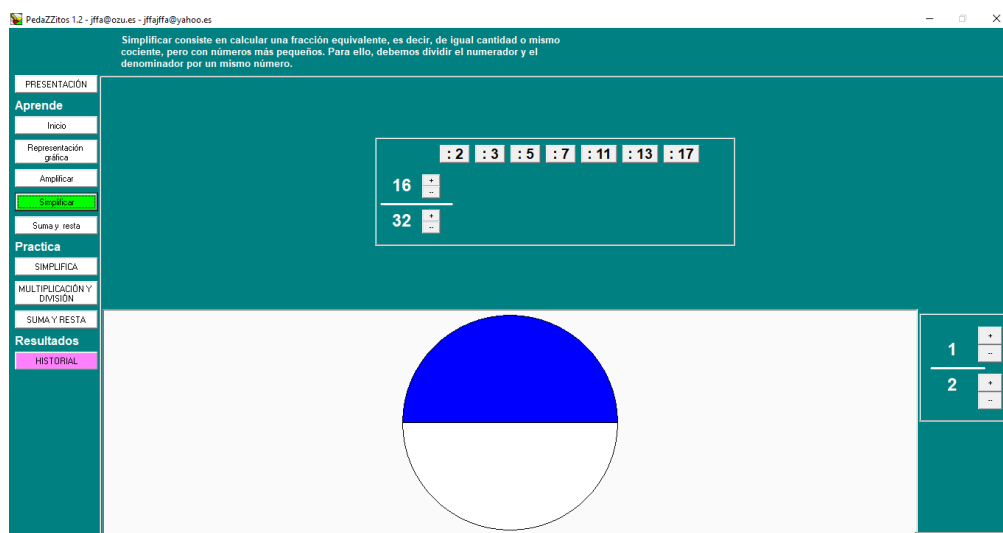 PedaZZitos 1.2 - jffa@ozu.es - jffajffa@yahoo.es
Simplificar consiste en calcular una fracción equivalente, es decir, de igual cantidad o mismo
cociente, pero con números más pequeños. Para ello, debemos dividir el numerador y el
denominador por un mismo número.
PRESENTACIÓN
Aprende
Inicio
Representación
gráfica
Amplificar
Simplificar
Suma y resta
Practica
SIMPLIFICA
MULTIPLICACIÓN Y
DIVISIÓN
SUMA Y RESTA
Resultados
HISTORIAL
: 2 : 3 : 5 : 7 : 11 : 13 : 17
16 +
--
32 +
--
1 +
--
2 +
--